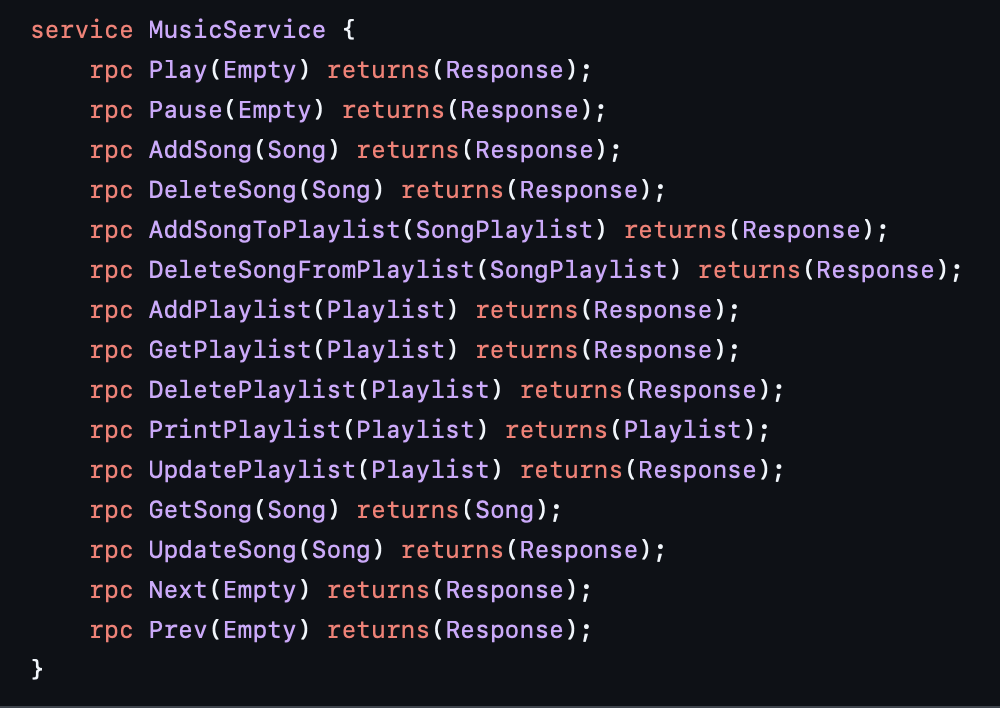 service MusicService {
    rpc Play(Empty) returns(Response);
    rpc Pause(Empty) returns(Response);
    rpc AddSong(Song) returns(Response);
    rpc DeleteSong(Song) returns(Response);
    rpc AddSongToPlaylist(SongPlaylist) returns(Response);
    rpc DeleteSongFromPlaylist(SongPlaylist) returns(Response);
    rpc AddPlaylist(Playlist) returns(Response);
    rpc GetPlaylist(Playlist) returns(Response);
    rpc DeletePlaylist(Playlist) returns(Response);
    rpc PrintPlaylist(Playlist) returns(Playlist);
    rpc UpdatePlaylist(Playlist) returns(Response);
    rpc GetSong(Song) returns(Song);
    rpc UpdateSong(Song) returns(Response);
    rpc Next(Empty) returns(Response);
    rpc Prev(Empty) returns(Response);
}